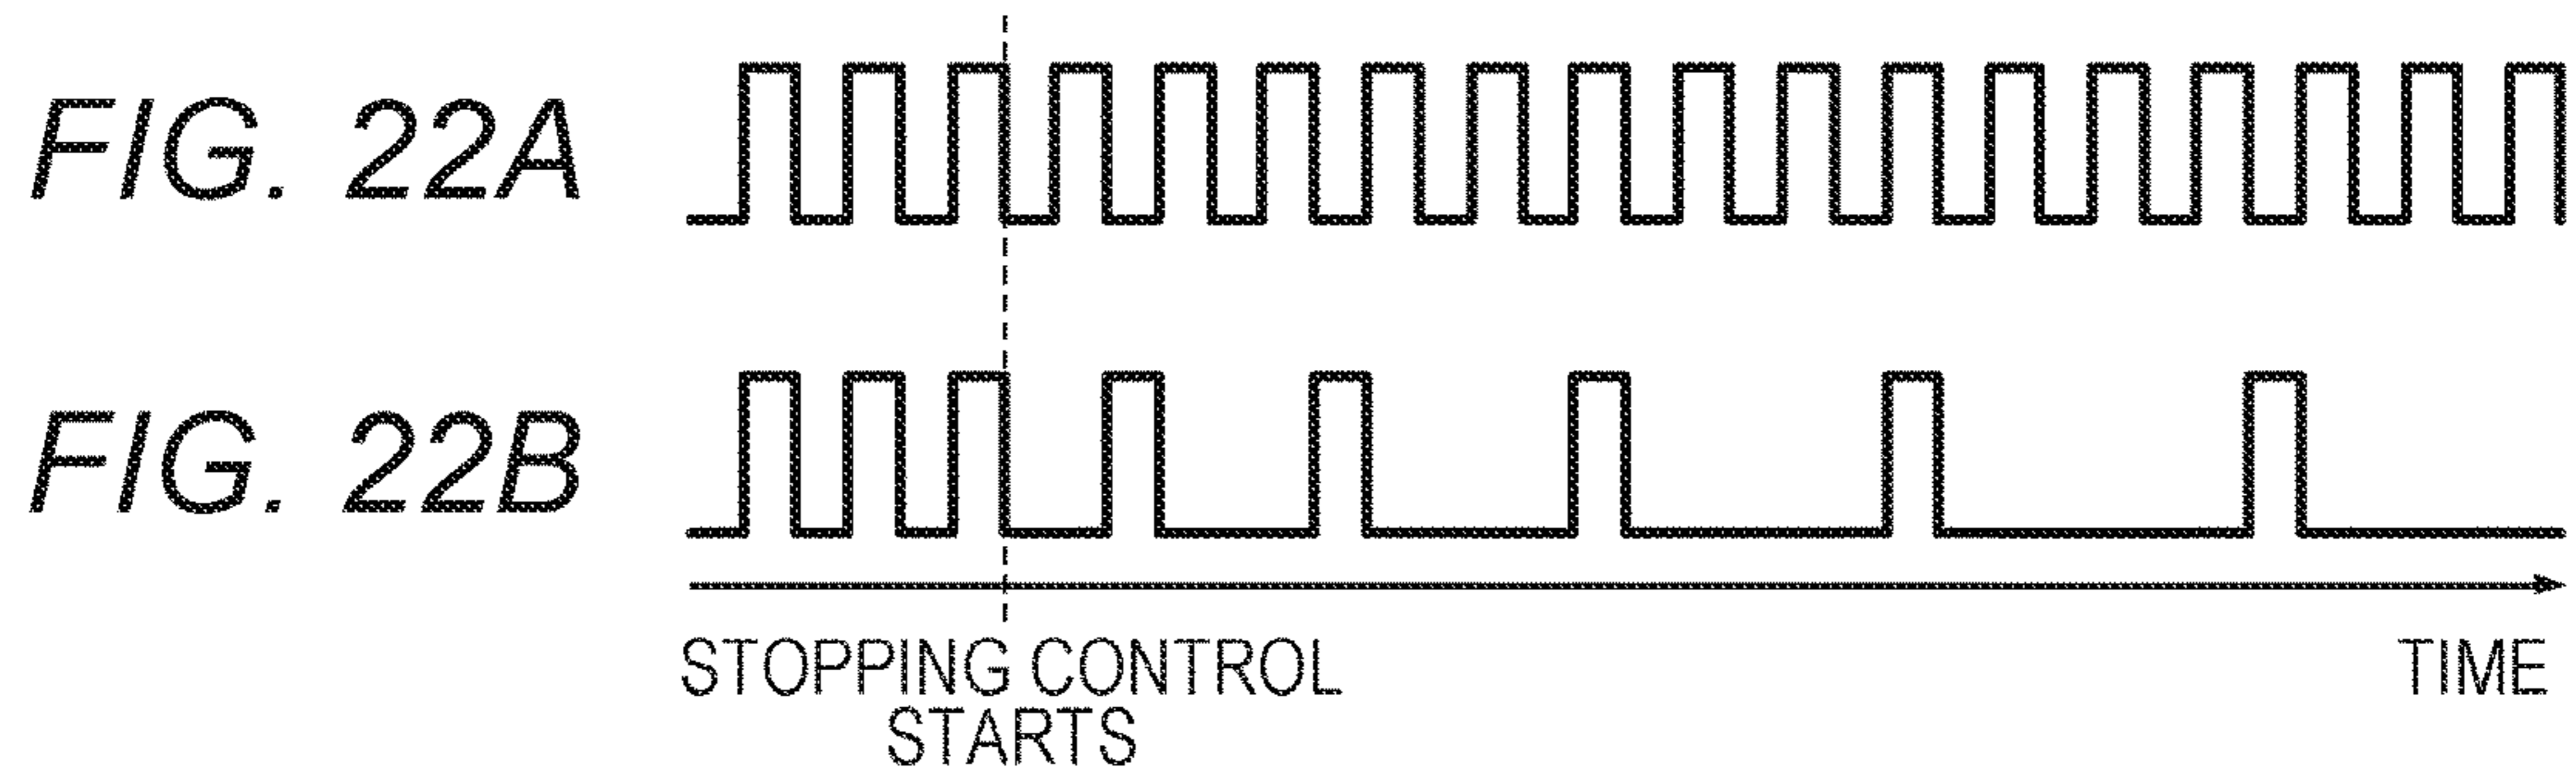 FIG. 22A
FIG. 22B
STOPPING CONTROL
STARTS
TIME